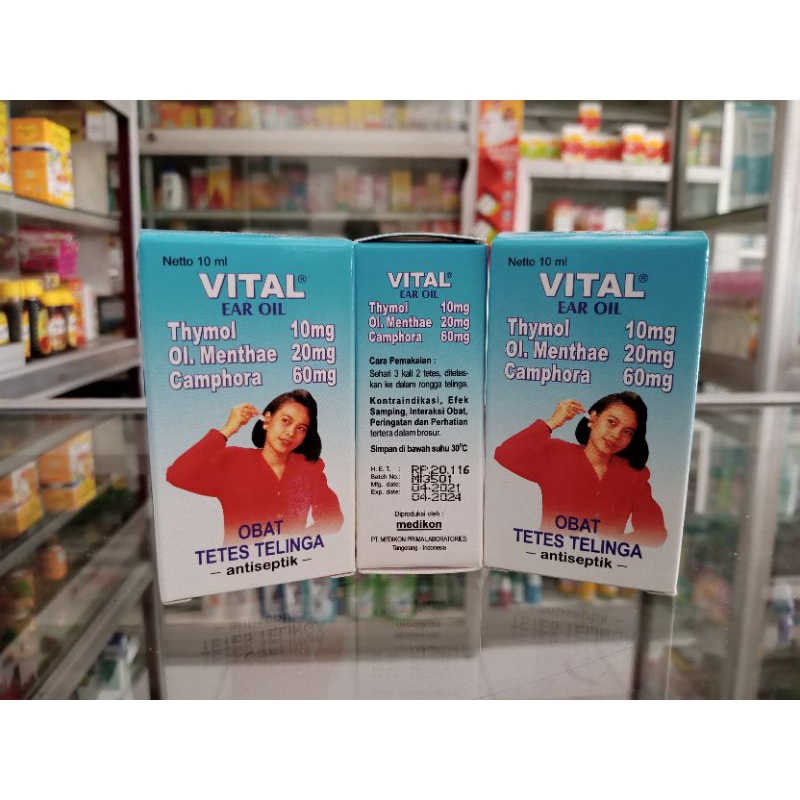 Netto 10 ml
VITAL®
EAR OIL
Thymol 10mg
Ol. Menthae 20mg
Camphora 60mg
OBAT
TETES TELINGA
– antiseptik –
VITAL®
EAR OIL
Thymol 10mg
Ol. Menthae 20mg
Camphora 60mg
Cara Pemakaian :
Sehari 3 kali 2 tetes, ditetes-
kan ke dalam rongga telinga.
Kontraindikasi, Efek
Samping, Interaksi Obat,
Peringatan dan Perhatian
tertera dalam brosur.
Simpan di bawah suhu 30°C
H.E.T. : RP.20.116
Batch No.: MI3501
Mfg. date: 04-2021
Exp. date: 04-2024
Diproduksi oleh :
medikon
PT. MEDIKON PRIMA LABORATORIES
Tangerang - Indonesia
Netto 10 ml
VITAL®
EAR OIL
Thymol 10mg
Ol. Menthae 20mg
Camphora 60mg
OBAT
TETES TELINGA
– antiseptik –